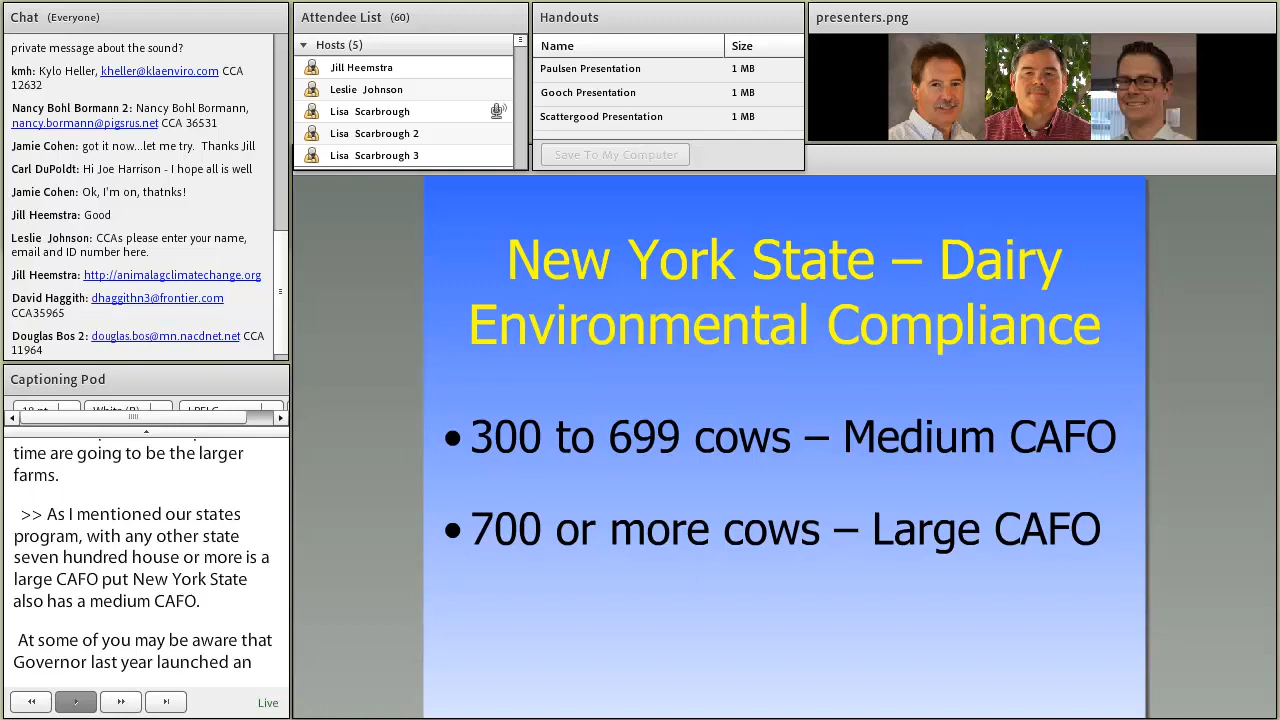 Chat (Everyone)
private message about the sound?
kmh: Kylo Heller, kheller@klaenviro.com CCA
12632
Nancy Bohl Bormann 2: Nancy Bohl Bormann,
nancy.bormann@pigsrus.net CCA 36531
Jamie Cohen: got it now...let me try. Thanks Jill
Carl DuPoldt: Hi Joe Harrison - I hope all is well
Jamie Cohen: Ok, I'm on, thatnks!
Jill Heemstra: Good
Leslie Johnson: CCAs please enter your name,
email and ID number here.
Jill Heemstra: http://animalagclimatechange.org
David Haggith: dhaggithn3@frontier.com
CCA35965
Douglas Bos 2: douglas.bos@mn.nacdnet.net CCA
11964
Captioning Pod
time are going to be the larger
farms.
>> As I mentioned our states
program, with any other state
seven hundred house or more is a
large CAFO put New York State
also has a medium CAFO.
At some of you may be aware that
Governor last year launched an
Live
Attendee List (60)
Hosts (5)
Jill Heemstra
Leslie Johnson
Lisa Scarbrough
Lisa Scarbrough 2
Lisa Scarbrough 3
Handouts
Name Size
Paulsen Presentation 1 MB
Gooch Presentation 1 MB
Scattergood Presentation 1 MB
Save To My Computer
presenters.png
New York State – Dairy
Environmental Compliance
•300 to 699 cows – Medium CAFO
•700 or more cows – Large CAFO